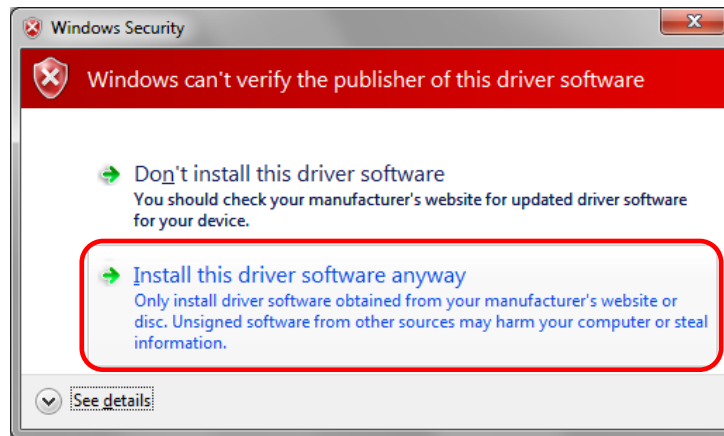 Windows Security
Windows can't verify the publisher of this driver software
Don't install this driver software
You should check your manufacturer's website for updated driver software
for your device.
Install this driver software anyway
Only install driver software obtained from your manufacturer's website or
disc. Unsigned software from other sources may harm your computer or steal
information.
See details